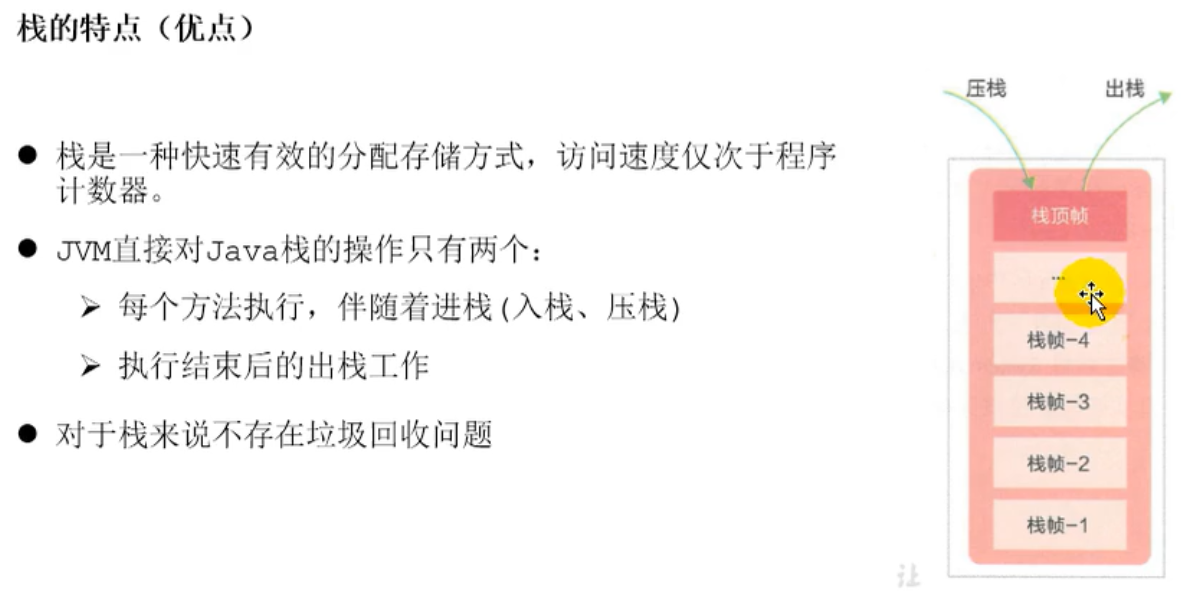 栈的特点（优点）
● 栈是一种快速有效的分配存储方式，访问速度仅次于程序
计数器。
● JVM直接对Java栈的操作只有两个：
➢ 每个方法执行，伴随着进栈(入栈、压栈)
➢ 执行结束后的出栈工作
● 对于栈来说不存在垃圾回收问题
压栈 出栈
栈顶帧
...
栈帧-4
栈帧-3
栈帧-2
栈帧-1
让